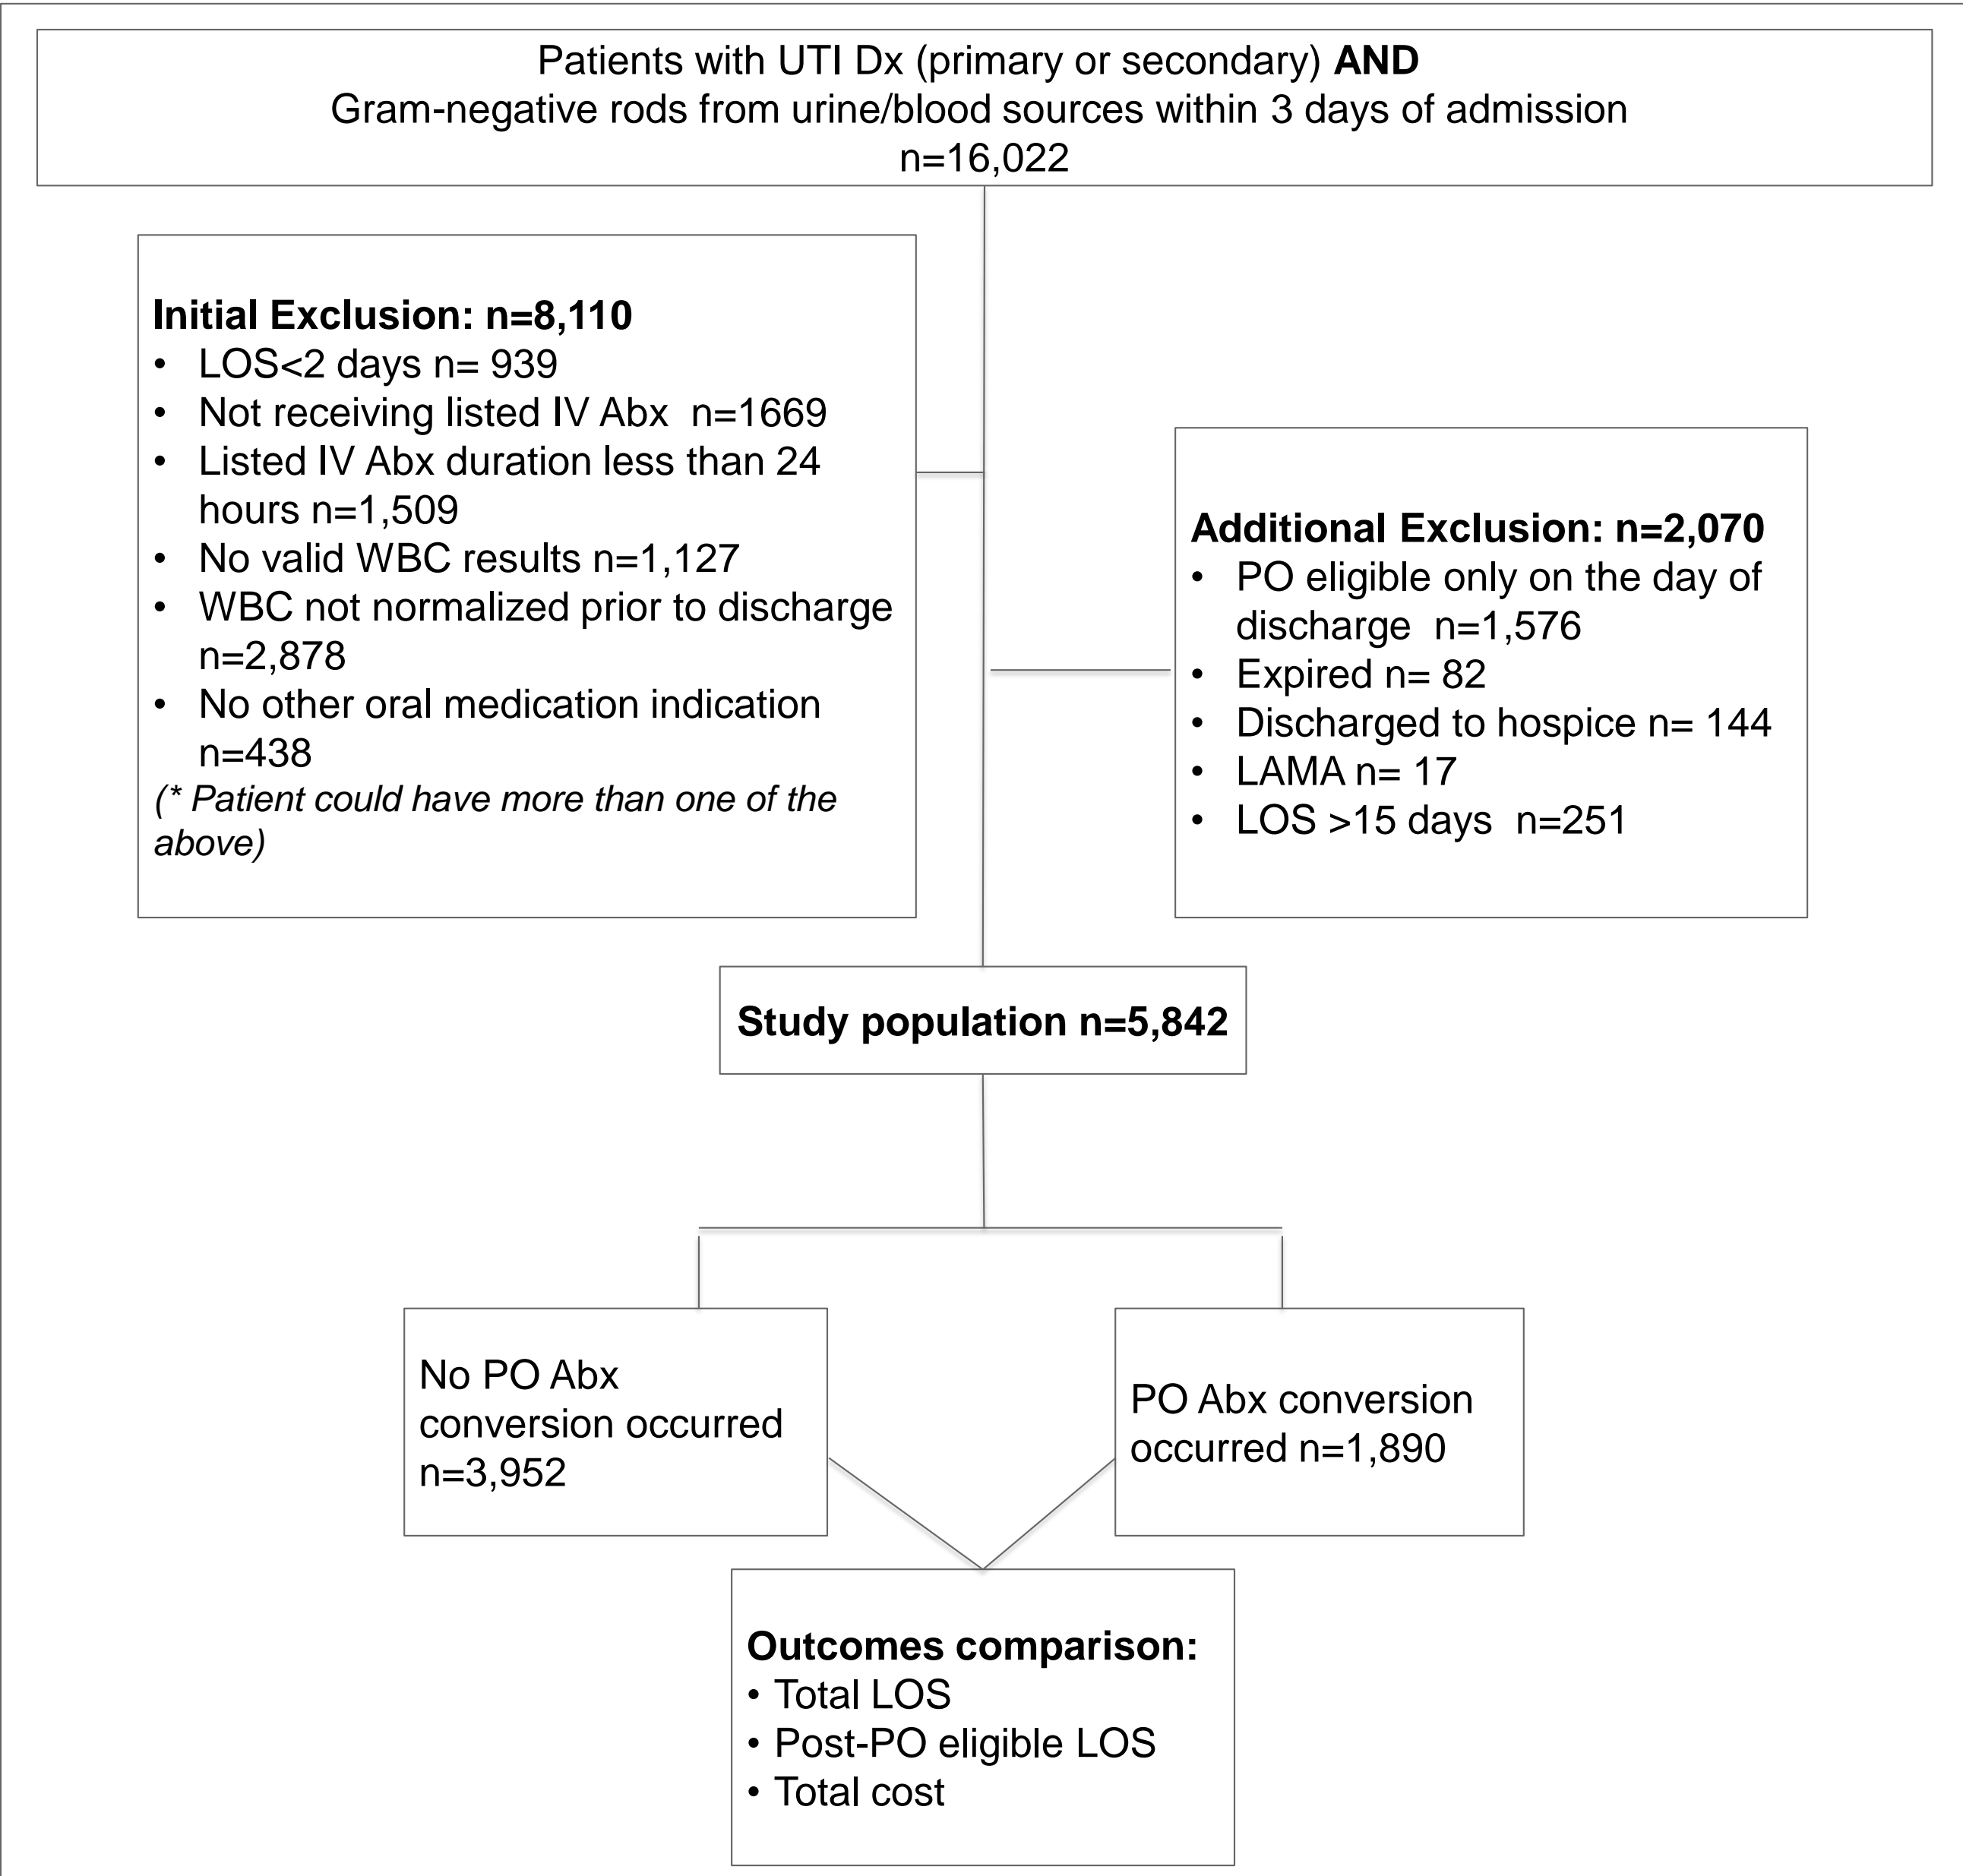 Patients with UTI Dx (primary or secondary) AND
Gram-negative rods from urine/blood sources within 3 days of admission
n=16,022
Initial Exclusion: n=8,110
• LOS<2 days n= 939
• Not receiving listed IV Abx n=1669
• Listed IV Abx duration less than 24
hours n=1,509
• No valid WBC results n=1,127
• WBC not normalized prior to discharge
n=2,878
• No other oral medication indication
n=438
(* Patient could have more than one of the
above)
Additional Exclusion: n=2,070
• PO eligible only on the day of
discharge n=1,576
• Expired n= 82
• Discharged to hospice n= 144
• LAMA n= 17
• LOS >15 days n=251
Study population n=5,842
No PO Abx
conversion occurred
n=3,952
PO Abx conversion
occurred n=1,890
Outcomes comparison:
• Total LOS
• Post-PO eligible LOS
• Total cost